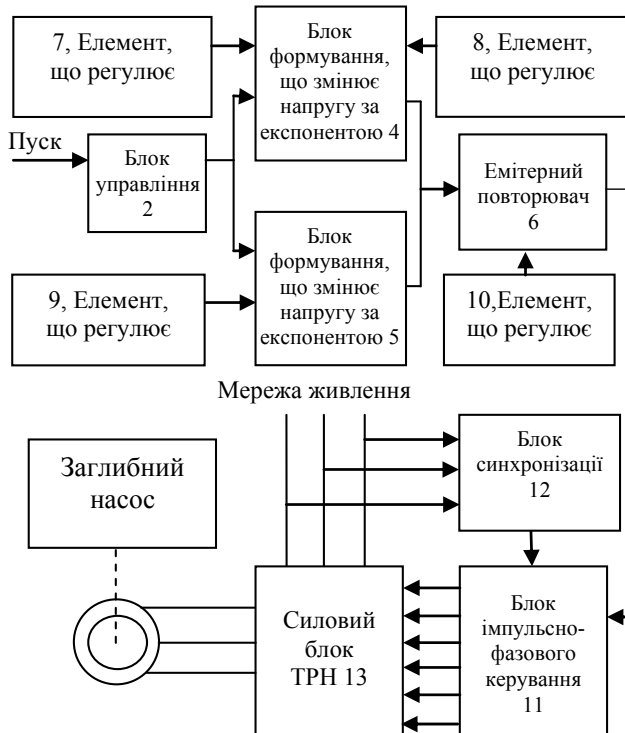 7, Елемент,
що регулює
Блок
формування,
що змінює
напругу за
експонентою 4
8, Елемент,
що регулює
Пуск
Блок
управління
2
Емітерний
повторювач
6
Блок
формування,
що змінює
напругу за
експонентою 5
9, Елемент,
що регулює
10,Елемент,
що регулює
Мережа живлення
Заглибний
насос
Блок
синхронізації
12
Силовий
блок
ТРН 13
Блок
імпульсно-
фазового
керування
11